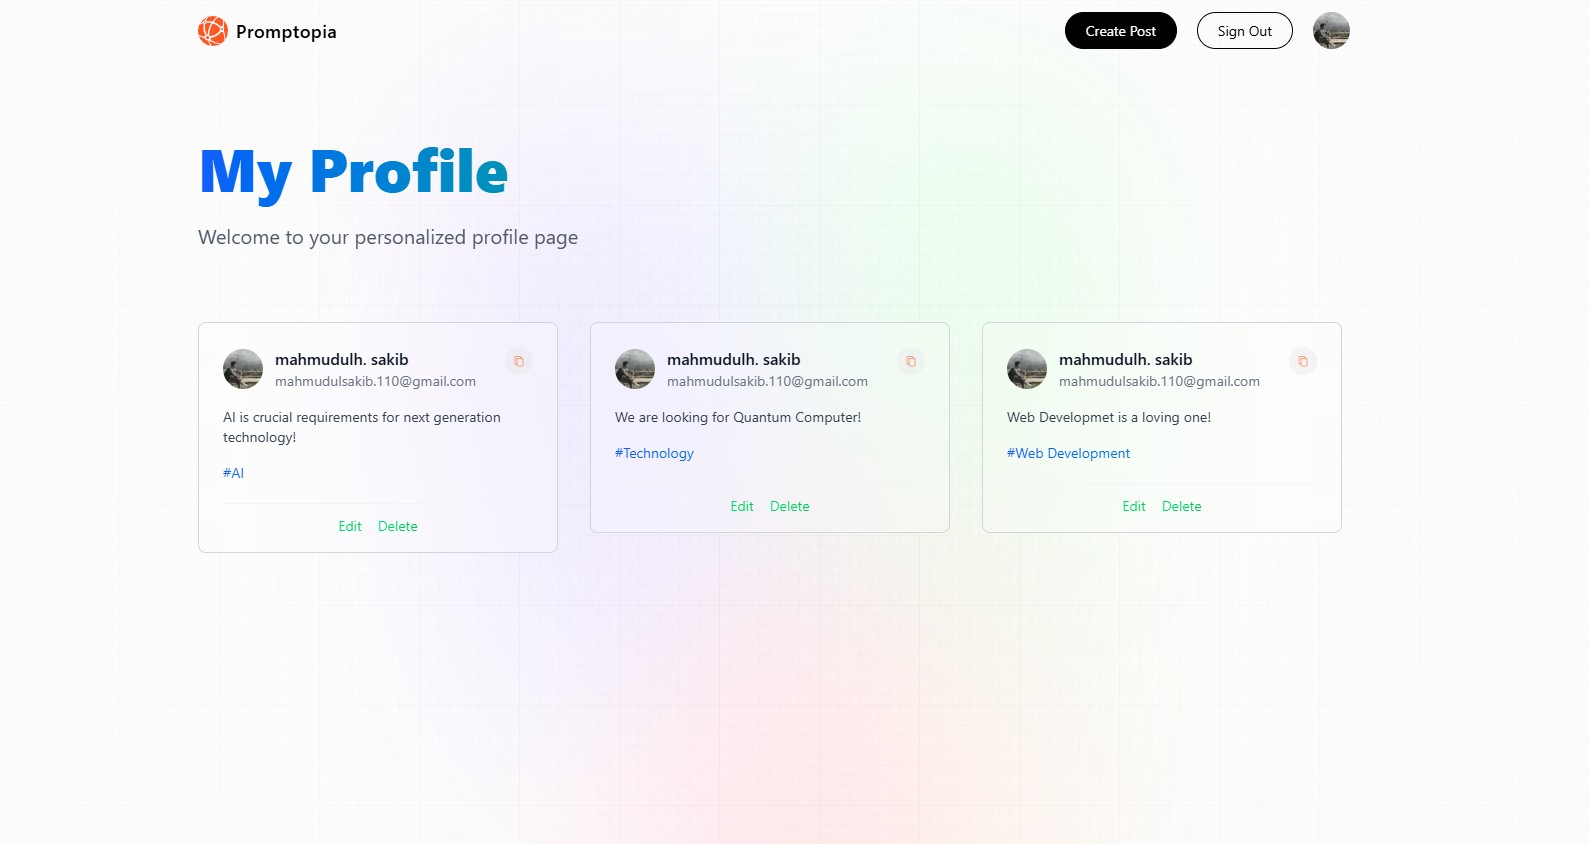 Promptopia
Create Post
Sign Out
My Profile
Welcome to your personalized profile page
mahmudulh. sakib
mahmudulsakib.110@gmail.com
AI is crucial requirements for next generation
technology!
#AI
Edit Delete
mahmudulh. sakib
mahmudulsakib.110@gmail.com
We are looking for Quantum Computer!
#Technology
Edit Delete
mahmudulh. sakib
mahmudulsakib.110@gmail.com
Web Developmet is a loving one!
#Web Development
Edit Delete